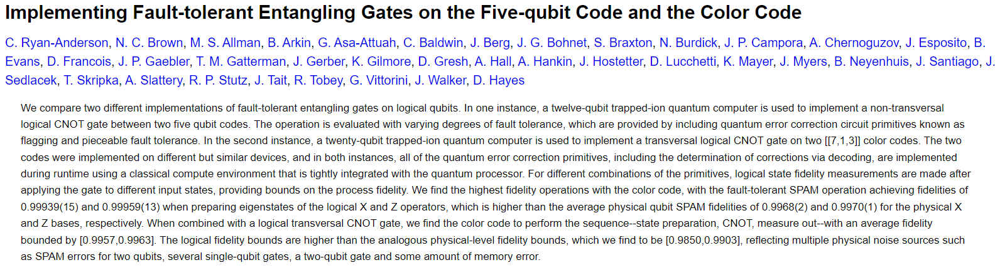 Implementing Fault-tolerant Entangling Gates on the Five-qubit Code and the Color Code
C. Ryan-Anderson, N. C. Brown, M. S. Allman, B. Arkin, G. Asa-Attuah, C. Baldwin, J. Berg, J. G. Bohnet, S. Braxton, N. Burdick, J. P. Campora, A. Chernoguzov, J. Esposito, B.
Evans, D. Francois, J. P. Gaebler, T. M. Gatterman, J. Gerber, K. Gilmore, D. Gresh, A. Hall, A. Hankin, J. Hostetter, D. Lucchetti, K. Mayer, J. Myers, B. Neyenhuis, J. Santiago, J.
Sedlacek, T. Skripka, A. Slattery, R. P. Stutz, J. Tait, R. Tobey, G. Vittorini, J. Walker, D. Hayes
We compare two different implementations of fault-tolerant entangling gates on logical qubits. In one instance, a twelve-qubit trapped-ion quantum computer is used to implement a non-transversal
logical CNOT gate between two five qubit codes. The operation is evaluated with varying degrees of fault tolerance, which are provided by including quantum error correction circuit primitives known as
flagging and pieceable fault tolerance. In the second instance, a twenty-qubit trapped-ion quantum computer is used to implement a transversal logical CNOT gate on two [[7,1,3]] color codes. The two
codes were implemented on different but similar devices, and in both instances, all of the quantum error correction primitives, including the determination of corrections via decoding, are implemented
during runtime using a classical compute environment that is tightly integrated with the quantum processor. For different combinations of the primitives, logical state fidelity measurements are made after
applying the gate to different input states, providing bounds on the process fidelity. We find the highest fidelity operations with the color code, with the fault-tolerant SPAM operation achieving fidelities of
0.99939(15) and 0.99959(13) when preparing eigenstates of the logical X and Z operators, which is higher than the average physical qubit SPAM fidelities of 0.9968(2) and 0.9970(1) for the physical X
and Z bases, respectively. When combined with a logical transversal CNOT gate, we find the color code to perform the sequence--state preparation, CNOT, measure out--with an average fidelity
bounded by [0.9957,0.9963]. The logical fidelity bounds are higher than the analogous physical-level fidelity bounds, which we find to be [0.9850,0.9903], reflecting multiple physical noise sources such
as SPAM errors for two qubits, several single-qubit gates, a two-qubit gate and some amount of memory error.